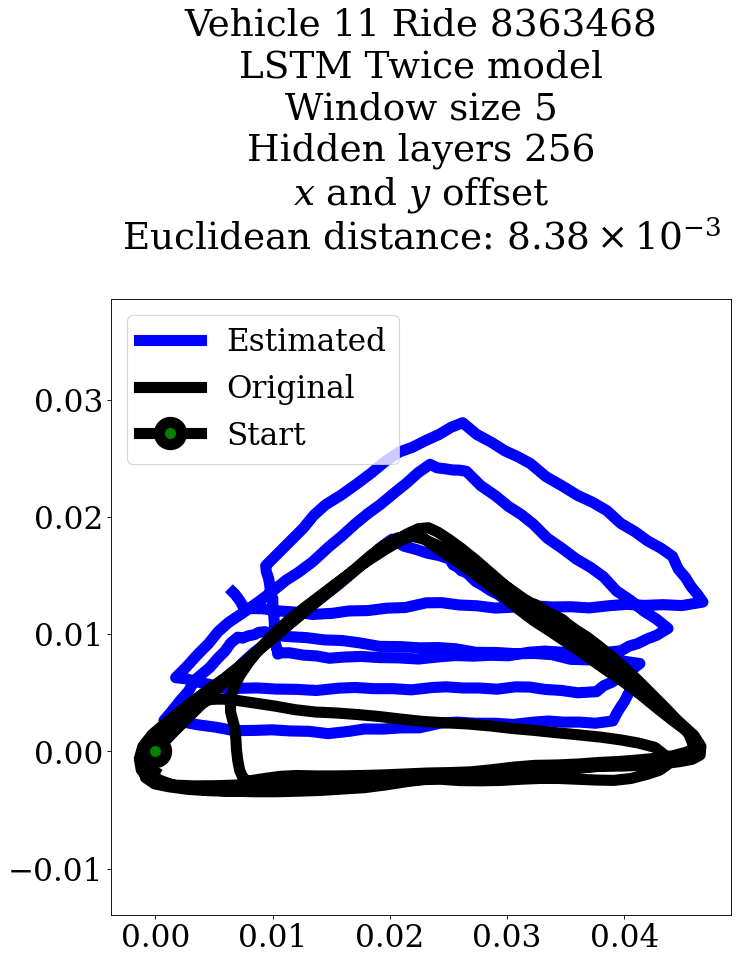 Vehicle 11 Ride 8363468
LSTM Twice model
Window size 5
Hidden layers 256
x and y offset
Euclidean distance: 8.38 × 10⁻³
Estimated
Original
Start
0.03
0.02
0.01
0.00
−0.01
0.00 0.01 0.02 0.03 0.04